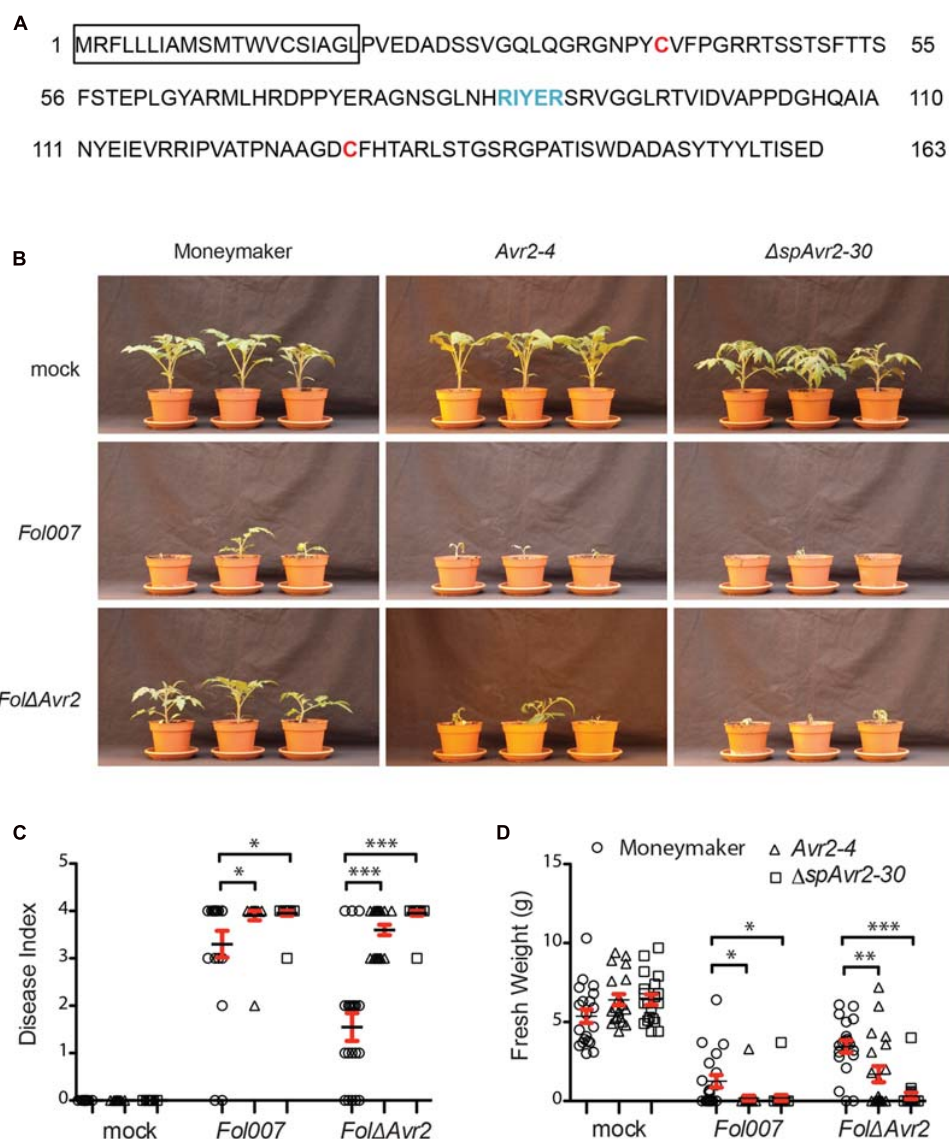 A
1 MRFLLLIAMSMTWVCSIAGLPVEDADSSVGQLQGRGNPYCVFPGRRTSSTSFTTS 55
56 FSTEPLGYARMLHRDPPYERAGNSGLNHRIYERSRVGGLRTVIDVAPPDGHQAIA 110
111 NYEIEVRRIPVATPNAAGDCFHTARLSTGSRGPATISWDADASYTYYLTISED 163
B
Moneymaker Avr2-4 ΔspAvr2-30
mock
Fol007
FolΔAvr2
C
Disease Index
5
4
3
2
1
0
* *
*** ***
mock Fol007 FolΔAvr2
D
Moneymaker Avr2-4
ΔspAvr2-30
Fresh Weight (g)
15
10
5
0
* *
*** **
mock Fol007 FolΔAvr2